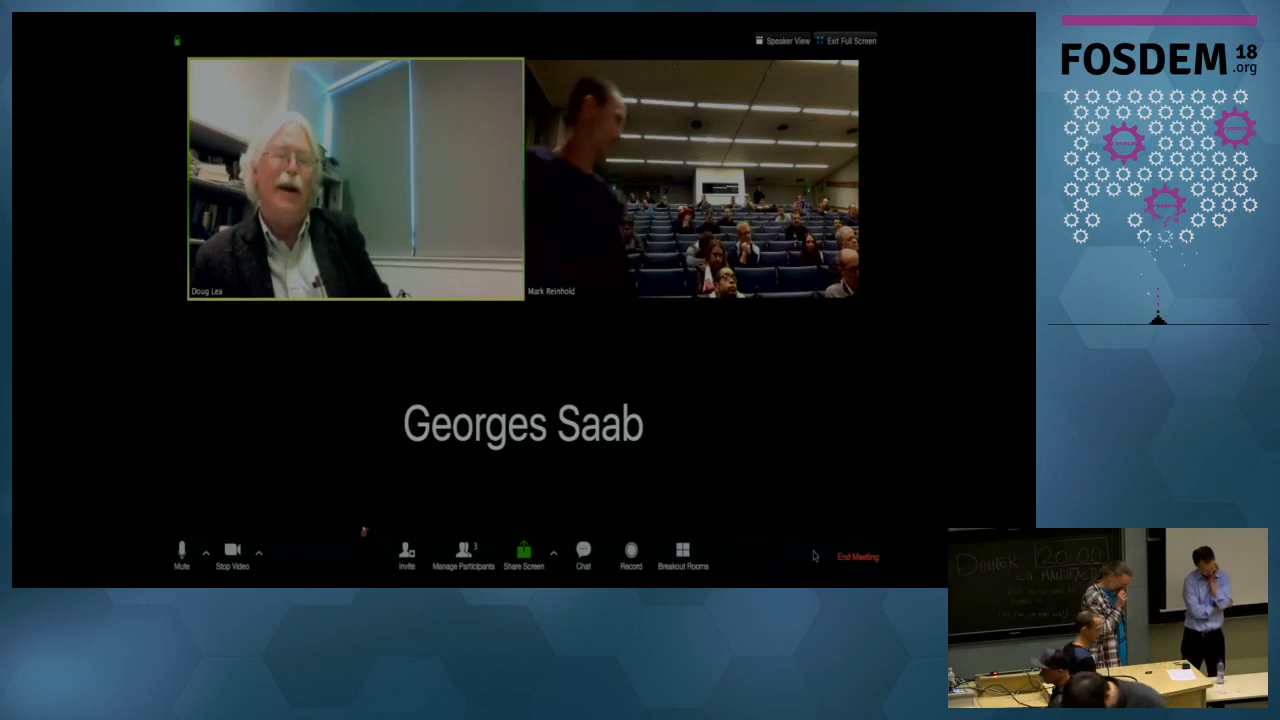 Speaker View
Exit Full Screen
FOSDEM 18
.org
Doug Lea
Mark Reinhold
Georges Saab
3
Mute
Stop Video
Invite
Manage Participants
Share Screen
Chat
Record
Breakout Rooms
End Meeting
DINNER 20:00